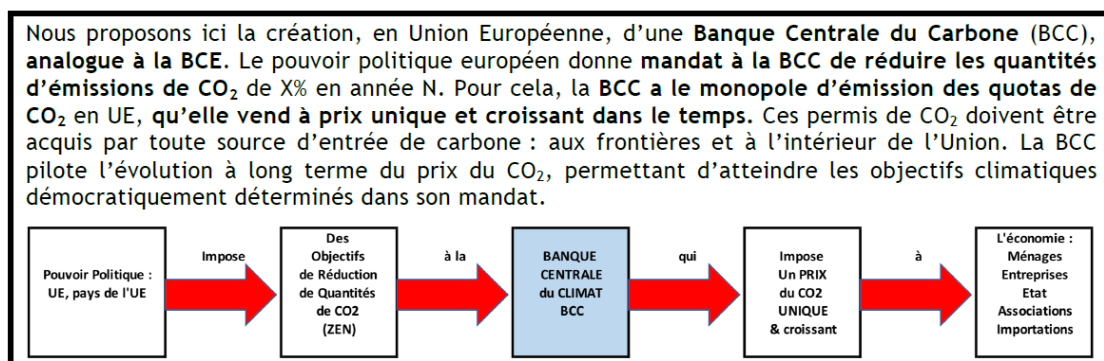 Nous proposons ici la création, en Union Européenne, d’une Banque Centrale du Carbone (BCC),
analogue à la BCE. Le pouvoir politique européen donne mandat à la BCC de réduire les quantités
d’émissions de CO₂ de X% en année N. Pour cela, la BCC a le monopole d’émission des quotas de
CO₂ en UE, qu’elle vend à prix unique et croissant dans le temps. Ces permis de CO₂ doivent être
acquis par toute source d’entrée de carbone : aux frontières et à l’intérieur de l’Union. La BCC
pilote l’évolution à long terme du prix du CO₂, permettant d’atteindre les objectifs climatiques
démocratiquement déterminés dans son mandat.
Pouvoir Politique :
UE, pays de l'UE
Impose
Des
Objectifs
de Réduction
de Quantités
de CO2
(ZEN)
à la
BANQUE
CENTRALE
du CLIMAT
BCC
qui
Impose
Un PRIX
du CO2
UNIQUE
& croissant
à
L'économie :
Ménages
Entreprises
Etat
Associations
Importations